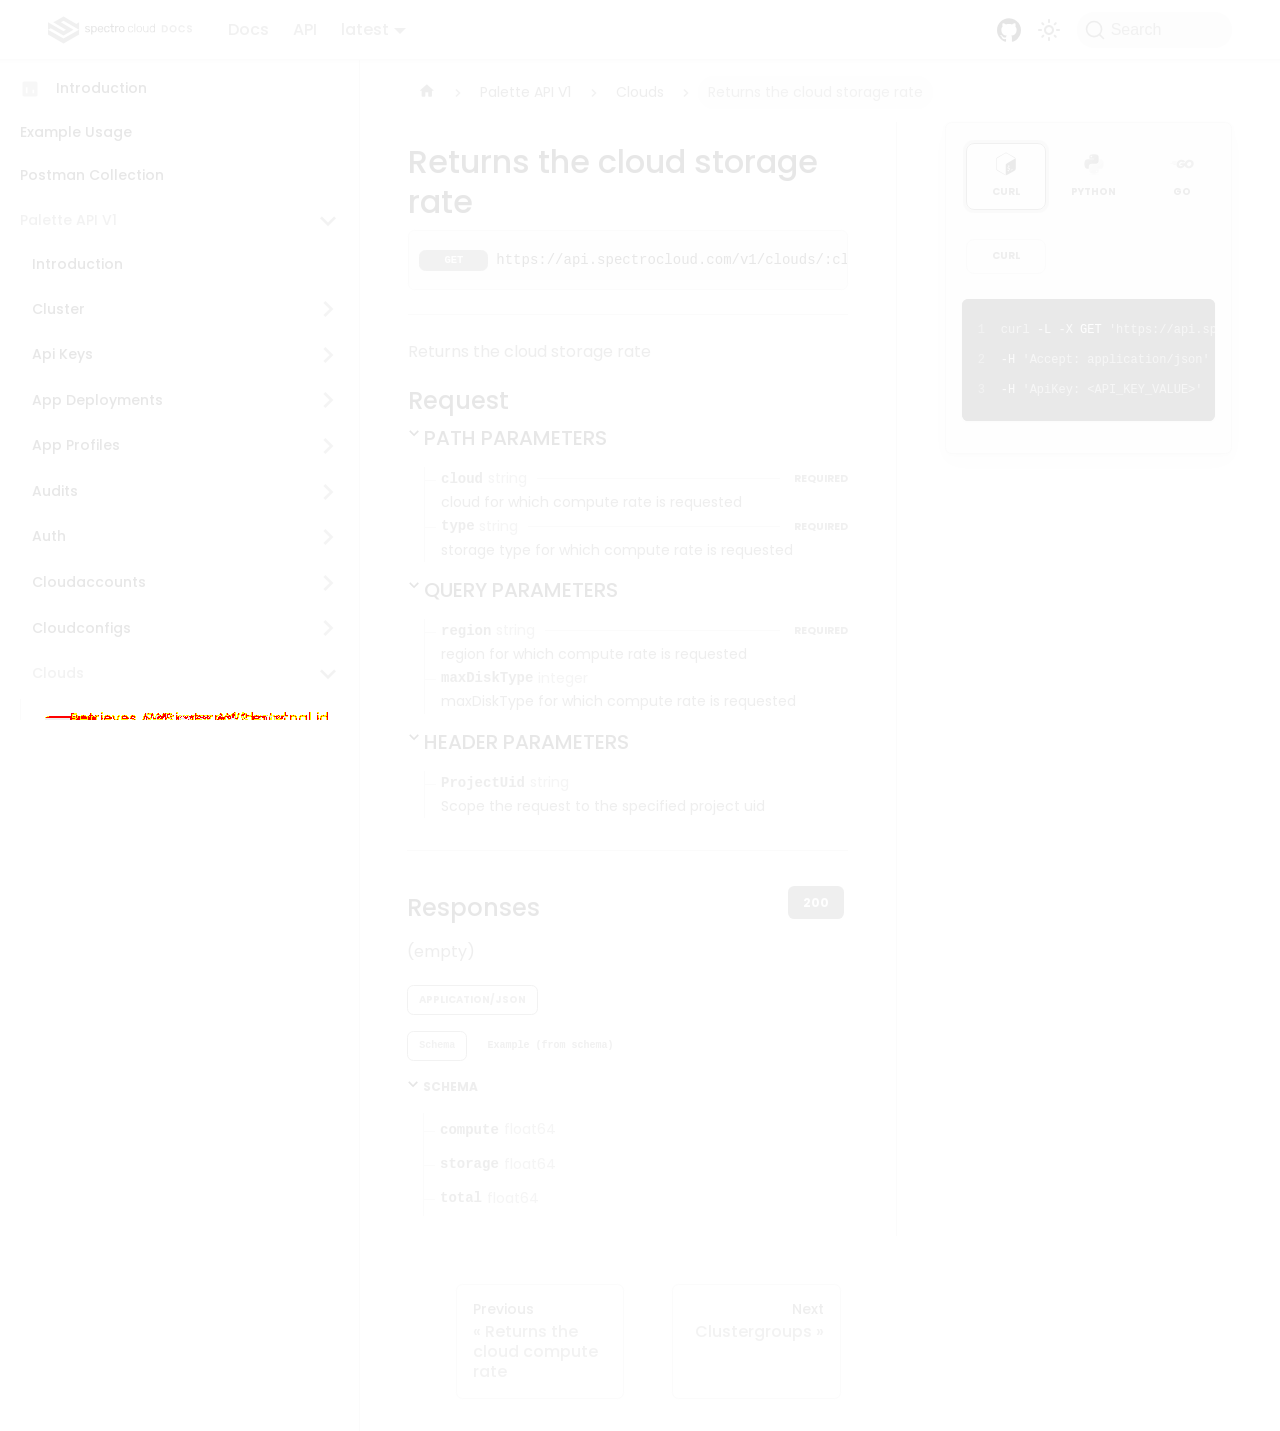 spectro cloud DOCS
Docs
API
latest
Search
Introduction
Example Usage
Postman Collection
Palette API V1
Introduction
Cluster
Api Keys
App Deployments
App Profiles
Audits
Auth
Cloudaccounts
Cloudconfigs
Clouds
Palette API V1
Clouds
Returns the cloud storage rate
Returns the cloud storage
rate
GET https://api.spectrocloud.com/v1/clouds/:cl
Returns the cloud storage rate
Request
PATH PARAMETERS
cloud string REQUIRED
cloud for which compute rate is requested
type string REQUIRED
storage type for which compute rate is requested
QUERY PARAMETERS
region string REQUIRED
region for which compute rate is requested
maxDiskType integer
maxDiskType for which compute rate is requested
HEADER PARAMETERS
ProjectUid string
Scope the request to the specified project uid
Responses
200
(empty)
APPLICATION/JSON
Schema Example (from schema)
SCHEMA
compute float64
storage float64
total float64
Previous
« Returns the
cloud compute
rate
Next
Clustergroups »
CURL PYTHON GO
CURL
1 curl -L -X GET 'https://api.sp
2 -H 'Accept: application/json'
3 -H 'ApiKey: <API_KEY_VALUE>'